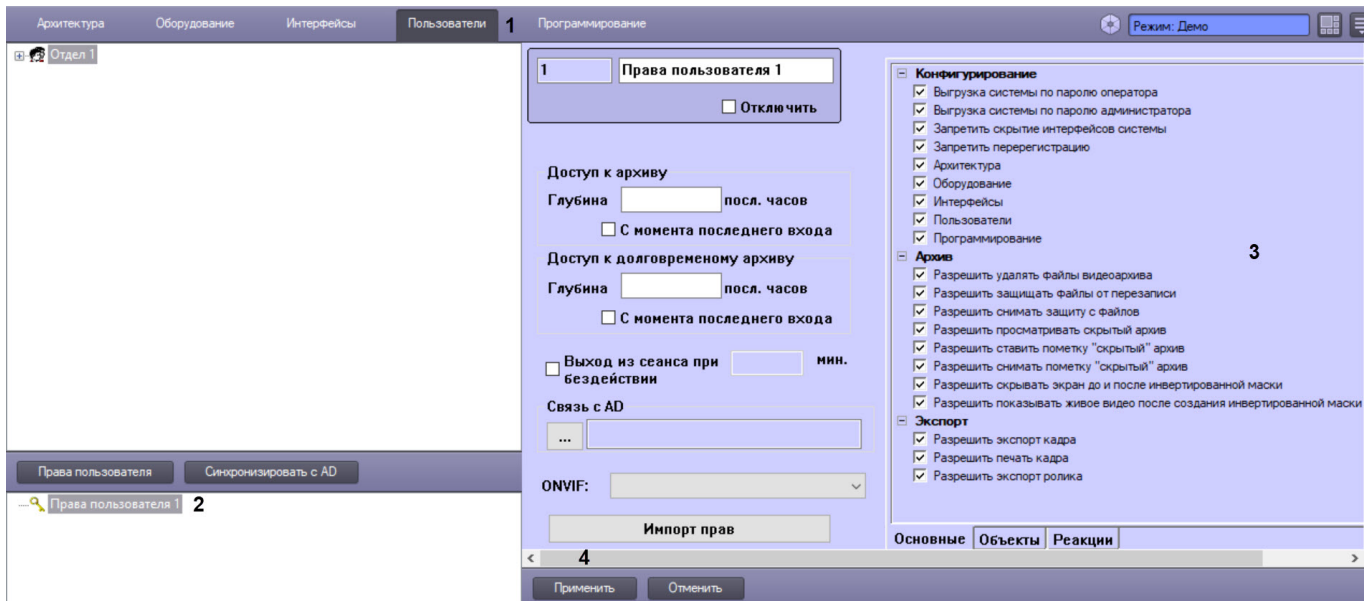 Архитектура Оборудование Интерфейсы Пользователи 1 Программирование Режим: Демо
Отдел 1
1 Права пользователя 1
Отключить
Доступ к архиву
Глубина посл. часов
С момента последнего входа
Доступ к долговременому архиву
Глубина посл. часов
С момента последнего входа
Выход из сеанса при бездействии мин.
Связь с AD
...
ONVIF:
Импорт прав
Конфигурирование
Выгрузка системы по паролю оператора
Выгрузка системы по паролю администратора
Запретить скрытие интерфейсов системы
Запретить перерегистрацию
Архитектура
Оборудование
Интерфейсы
Пользователи
Программирование
3
Архив
Разрешить удалять файлы видеоархива
Разрешить защищать файлы от перезаписи
Разрешить снимать защиту с файлов
Разрешить просматривать скрытый архив
Разрешить ставить пометку "скрытый" архив
Разрешить снимать пометку "скрытый" архив
Разрешить скрывать экран до и после инвертированной маски
Разрешить показывать живое видео после создания инвертированной маски
Экспорт
Разрешить экспорт кадра
Разрешить печать кадра
Разрешить экспорт ролика
Основные Объекты Реакции
Права пользователя Синхронизировать с AD
Права пользователя 1 2
4
Применить Отменить